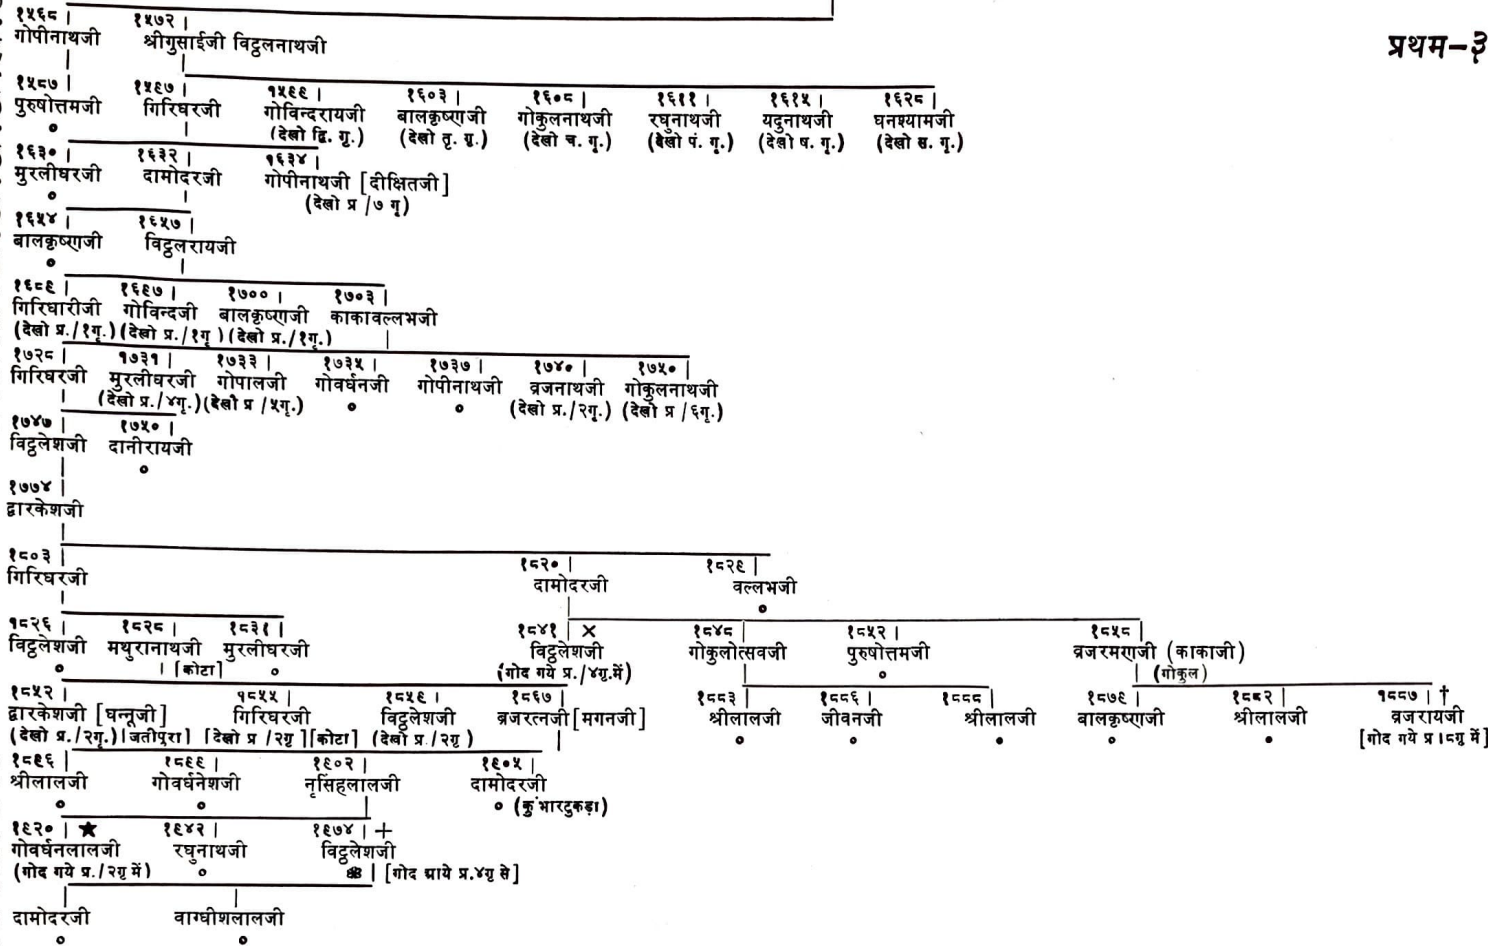 १५६८ १५७२
गोपीनाथजी श्रीगुसाईजी विट्ठलनाथजी
प्रथम-३
१५८७ १५९७ १५९९ १६०३ १६०८ १६११ १६१५ १६२८
पुरुषोत्तमजी गिरिधरजी गोविन्दरायजी बालकृष्णजी गोकुलनाथजी रघुनाथजी यदुनाथजी घनश्यामजी
(देखो द्वि. गृ.) (देखो तृ. गृ.) (देखो च. गृ.) (देखो पं. गृ.) (देखो ष. गृ.) (देखो स. गृ.)
१६३० १६३२ १६३४
मुरलीधरजी दामोदरजी गोपीनाथजी [दीक्षितजी]
(देखो प्र /७ गृ)
१६५४ १६५७
बालकृष्णजी विट्ठलरायजी
१६८९ १६९७ १७०० १७०३
गिरिधारीजी गोविन्दजी बालकृष्णजी काकावल्लभजी
(देखो प्र./१गृ.) (देखो प्र./१गृ ) (देखो प्र./१गृ.)
१७२८ १७३१ १७३३ १७३५ १७३७ १७४० १७५०
गिरिधरजी मुरलीधरजी गोपालजी गोवर्धनजी गोपीनाथजी व्रजनाथजी गोकुलनाथजी
(देखो प्र./४गृ.) (देखो प्र /५गृ.) (देखो प्र./२गृ.) (देखो प्र /६गृ.)
१७४७ १७५०
विट्ठलेशजी दानीरायजी
१७७४
द्वारकेशजी
१८०३ १८२० १८२९
गिरिधरजी दामोदरजी वल्लभजी
१८२६ १८२८ १८३१ १८४१ × १८४८ १८५२ १८५८
विट्ठलेशजी मथुरानाथजी मुरलीधरजी विट्ठलेशजी गोकुलोत्सवजी पुरुषोत्तमजी व्रजरमणजी (काकाजी)
[कोटा] (गोद गये प्र./४गृ.में) (गोकुल)
१८५२ १८५५ १८५९ १८६७ १८८३ १८८६ १८८८ १८७९ १८८२ १८८७ †
द्वारकेशजी [घन्नूजी] गिरिधरजी विट्ठलेशजी ब्रजरत्नजी [मगनजी] श्रीलालजी जीवनजी श्रीलालजी बालकृष्णजी श्रीलालजी व्रजरायजी
(देखो प्र./२गृ.) [जतीपुरा] [देखो प्र /२गृ] [कोटा] (देखो प्र./२गृ ) [गोद गये प्र ।८गृ में]
१८९६ १८९९ १९०२ १९०५
श्रीलालजी गोवर्धनेशजी नृसिंहलालजी दामोदरजी
(कुंभारटुकड़ा)
१९२० ★ १९४२ १९७४ +
गोवर्धनलालजी रघुनाथजी विट्ठलेशजी
(गोद गये प्र./२गृ में) [गोद आये प्र.४गृ से]
दामोदरजी वाग्धीशलालजी